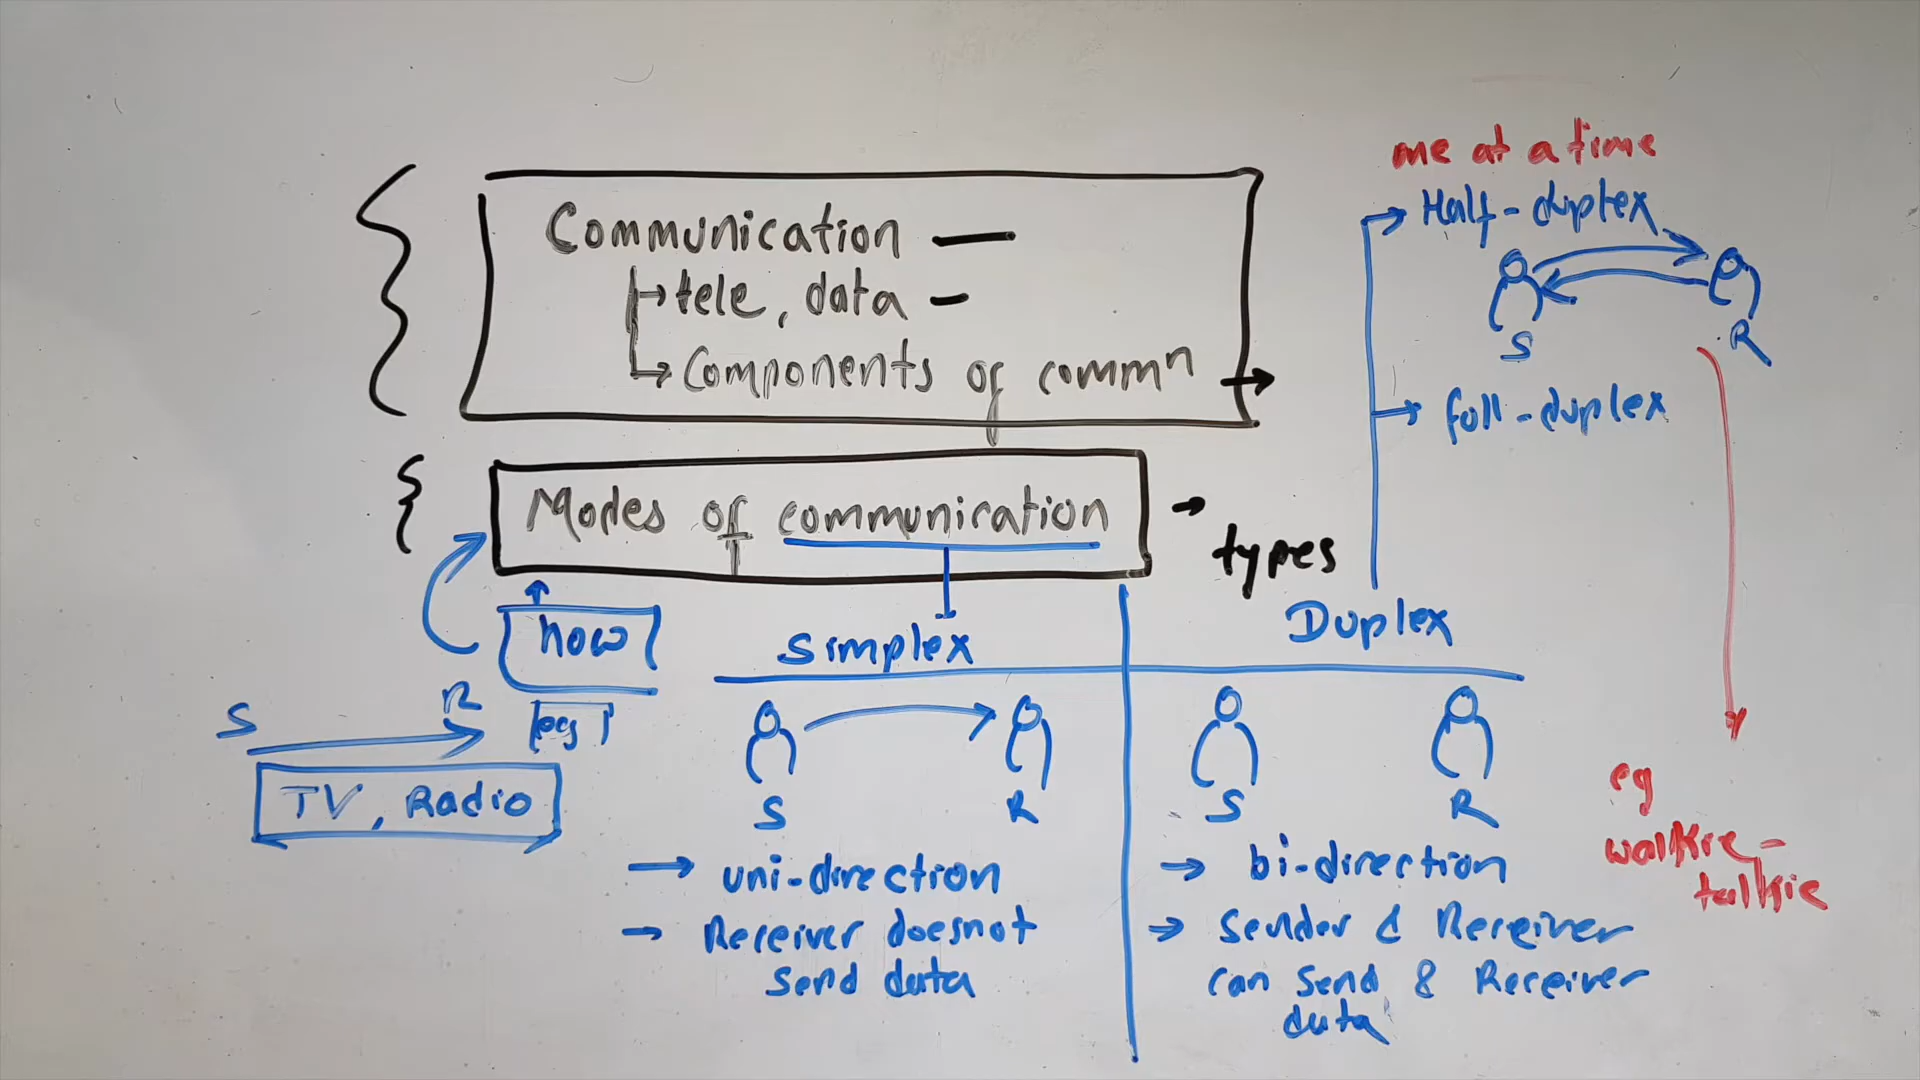 Communication —
→ tele, data —
→ Components of commn →
Modes of communication → types
how
S R
TV, Radio
Simplex
S R
→ uni-direction
→ Receiver doesnot
send data
Duplex
S R
→ bi-direction
→ Sender & Receiver
can send & Receiver
data
one at a time
→ Half-duplex
S R
→ full-duplex
eg
walkie-
talkie